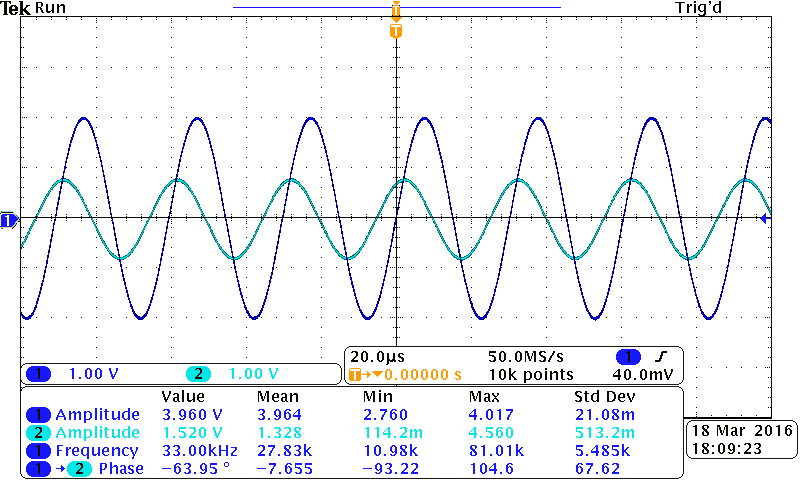 Tek Run Trig'd
T
T
1
1 1.00 V 2 1.00 V
20.0µs 50.0MS/s 1
T→▼0.00000 s 10k points 40.0mV
Value Mean Min Max Std Dev
1 Amplitude 3.960 V 3.964 2.760 4.017 21.08m
2 Amplitude 1.520 V 1.328 114.2m 4.560 513.2m
1 Frequency 33.00kHz 27.83k 10.98k 81.01k 5.485k
1 → 2 Phase −63.95 ° −7.655 −93.22 104.6 67.62
18 Mar 2016
18:09:23